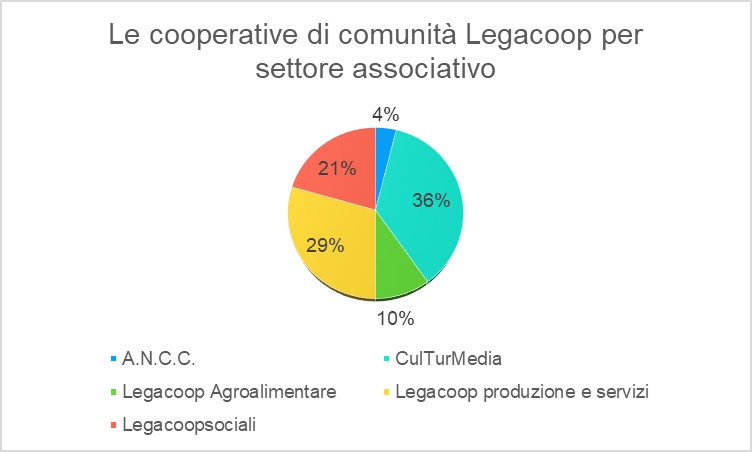 Le cooperative di comunità Legacoop per
settore associativo
4%
21%
36%
29%
10%
A.N.C.C.
CulTurMedia
Legacoop Agroalimentare
Legacoop produzione e servizi
Legacoopsociali